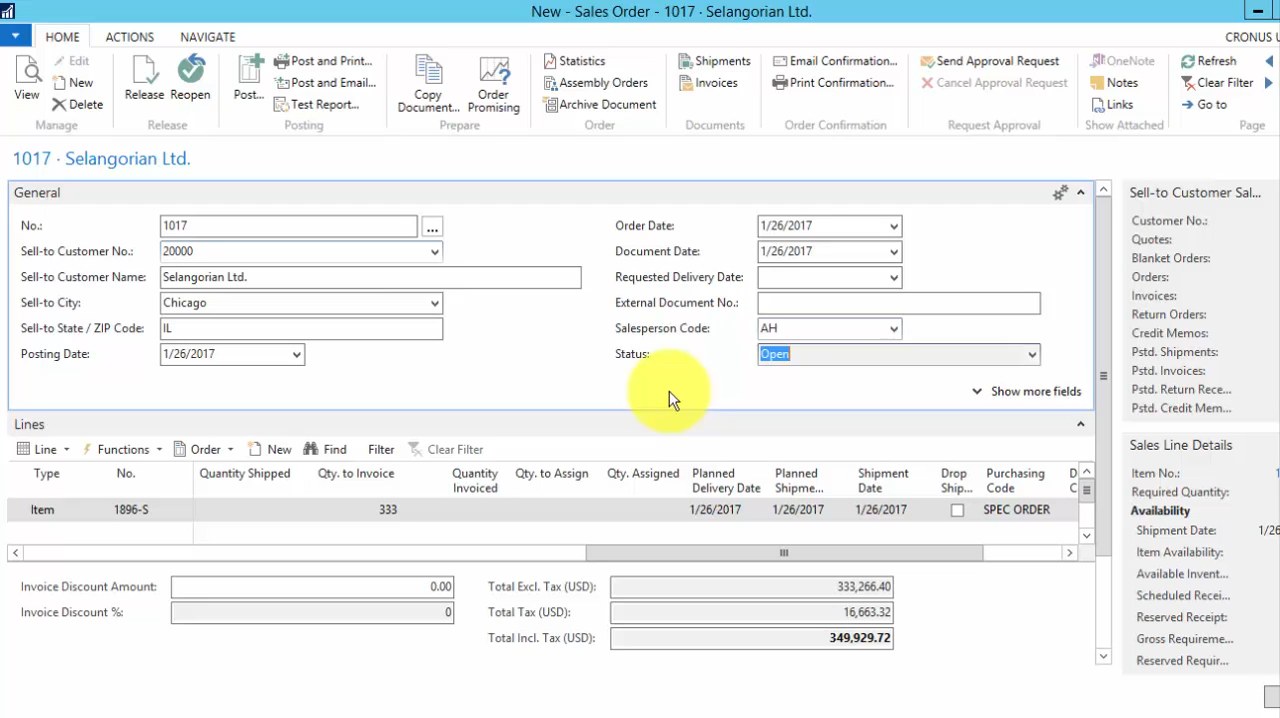 New - Sales Order - 1017 · Selangorian Ltd.
HOME ACTIONS NAVIGATE CRONUS U
View Edit New Delete Manage
Release Reopen Release
Post... Post and Print... Post and Email... Test Report... Posting
Copy Document... Order Promising Prepare
Statistics Assembly Orders Archive Document Order
Shipments Invoices Documents
Email Confirmation... Print Confirmation... Order Confirmation
Send Approval Request Cancel Approval Request Request Approval
OneNote Notes Links Show Attached
Refresh Clear Filter Go to Page
1017 · Selangorian Ltd.
General
No.: 1017 ...
Sell-to Customer No.: 20000
Sell-to Customer Name: Selangorian Ltd.
Sell-to City: Chicago
Sell-to State / ZIP Code: IL
Posting Date: 1/26/2017
Order Date: 1/26/2017
Document Date: 1/26/2017
Requested Delivery Date:
External Document No.:
Salesperson Code: AH
Status: Open
Show more fields
Lines
Line Functions Order New Find Filter Clear Filter
Type No. Quantity Shipped Qty. to Invoice Quantity Invoiced Qty. to Assign Qty. Assigned Planned Delivery Date Planned Shipme... Shipment Date Drop Ship... Purchasing Code D C
Item 1896-S 333 1/26/2017 1/26/2017 1/26/2017 SPEC ORDER
Invoice Discount Amount: 0.00
Invoice Discount %: 0
Total Excl. Tax (USD): 333,266.40
Total Tax (USD): 16,663.32
Total Incl. Tax (USD): 349,929.72
Sell-to Customer Sal...
Customer No.:
Quotes:
Blanket Orders:
Orders:
Invoices:
Return Orders:
Credit Memos:
Pstd. Shipments:
Pstd. Invoices:
Pstd. Return Rece...
Pstd. Credit Mem...
Sales Line Details
Item No.: 1
Required Quantity:
Availability
Shipment Date: 1/26
Item Availability:
Available Invent...
Scheduled Recei...
Reserved Receipt:
Gross Requireme...
Reserved Requir...